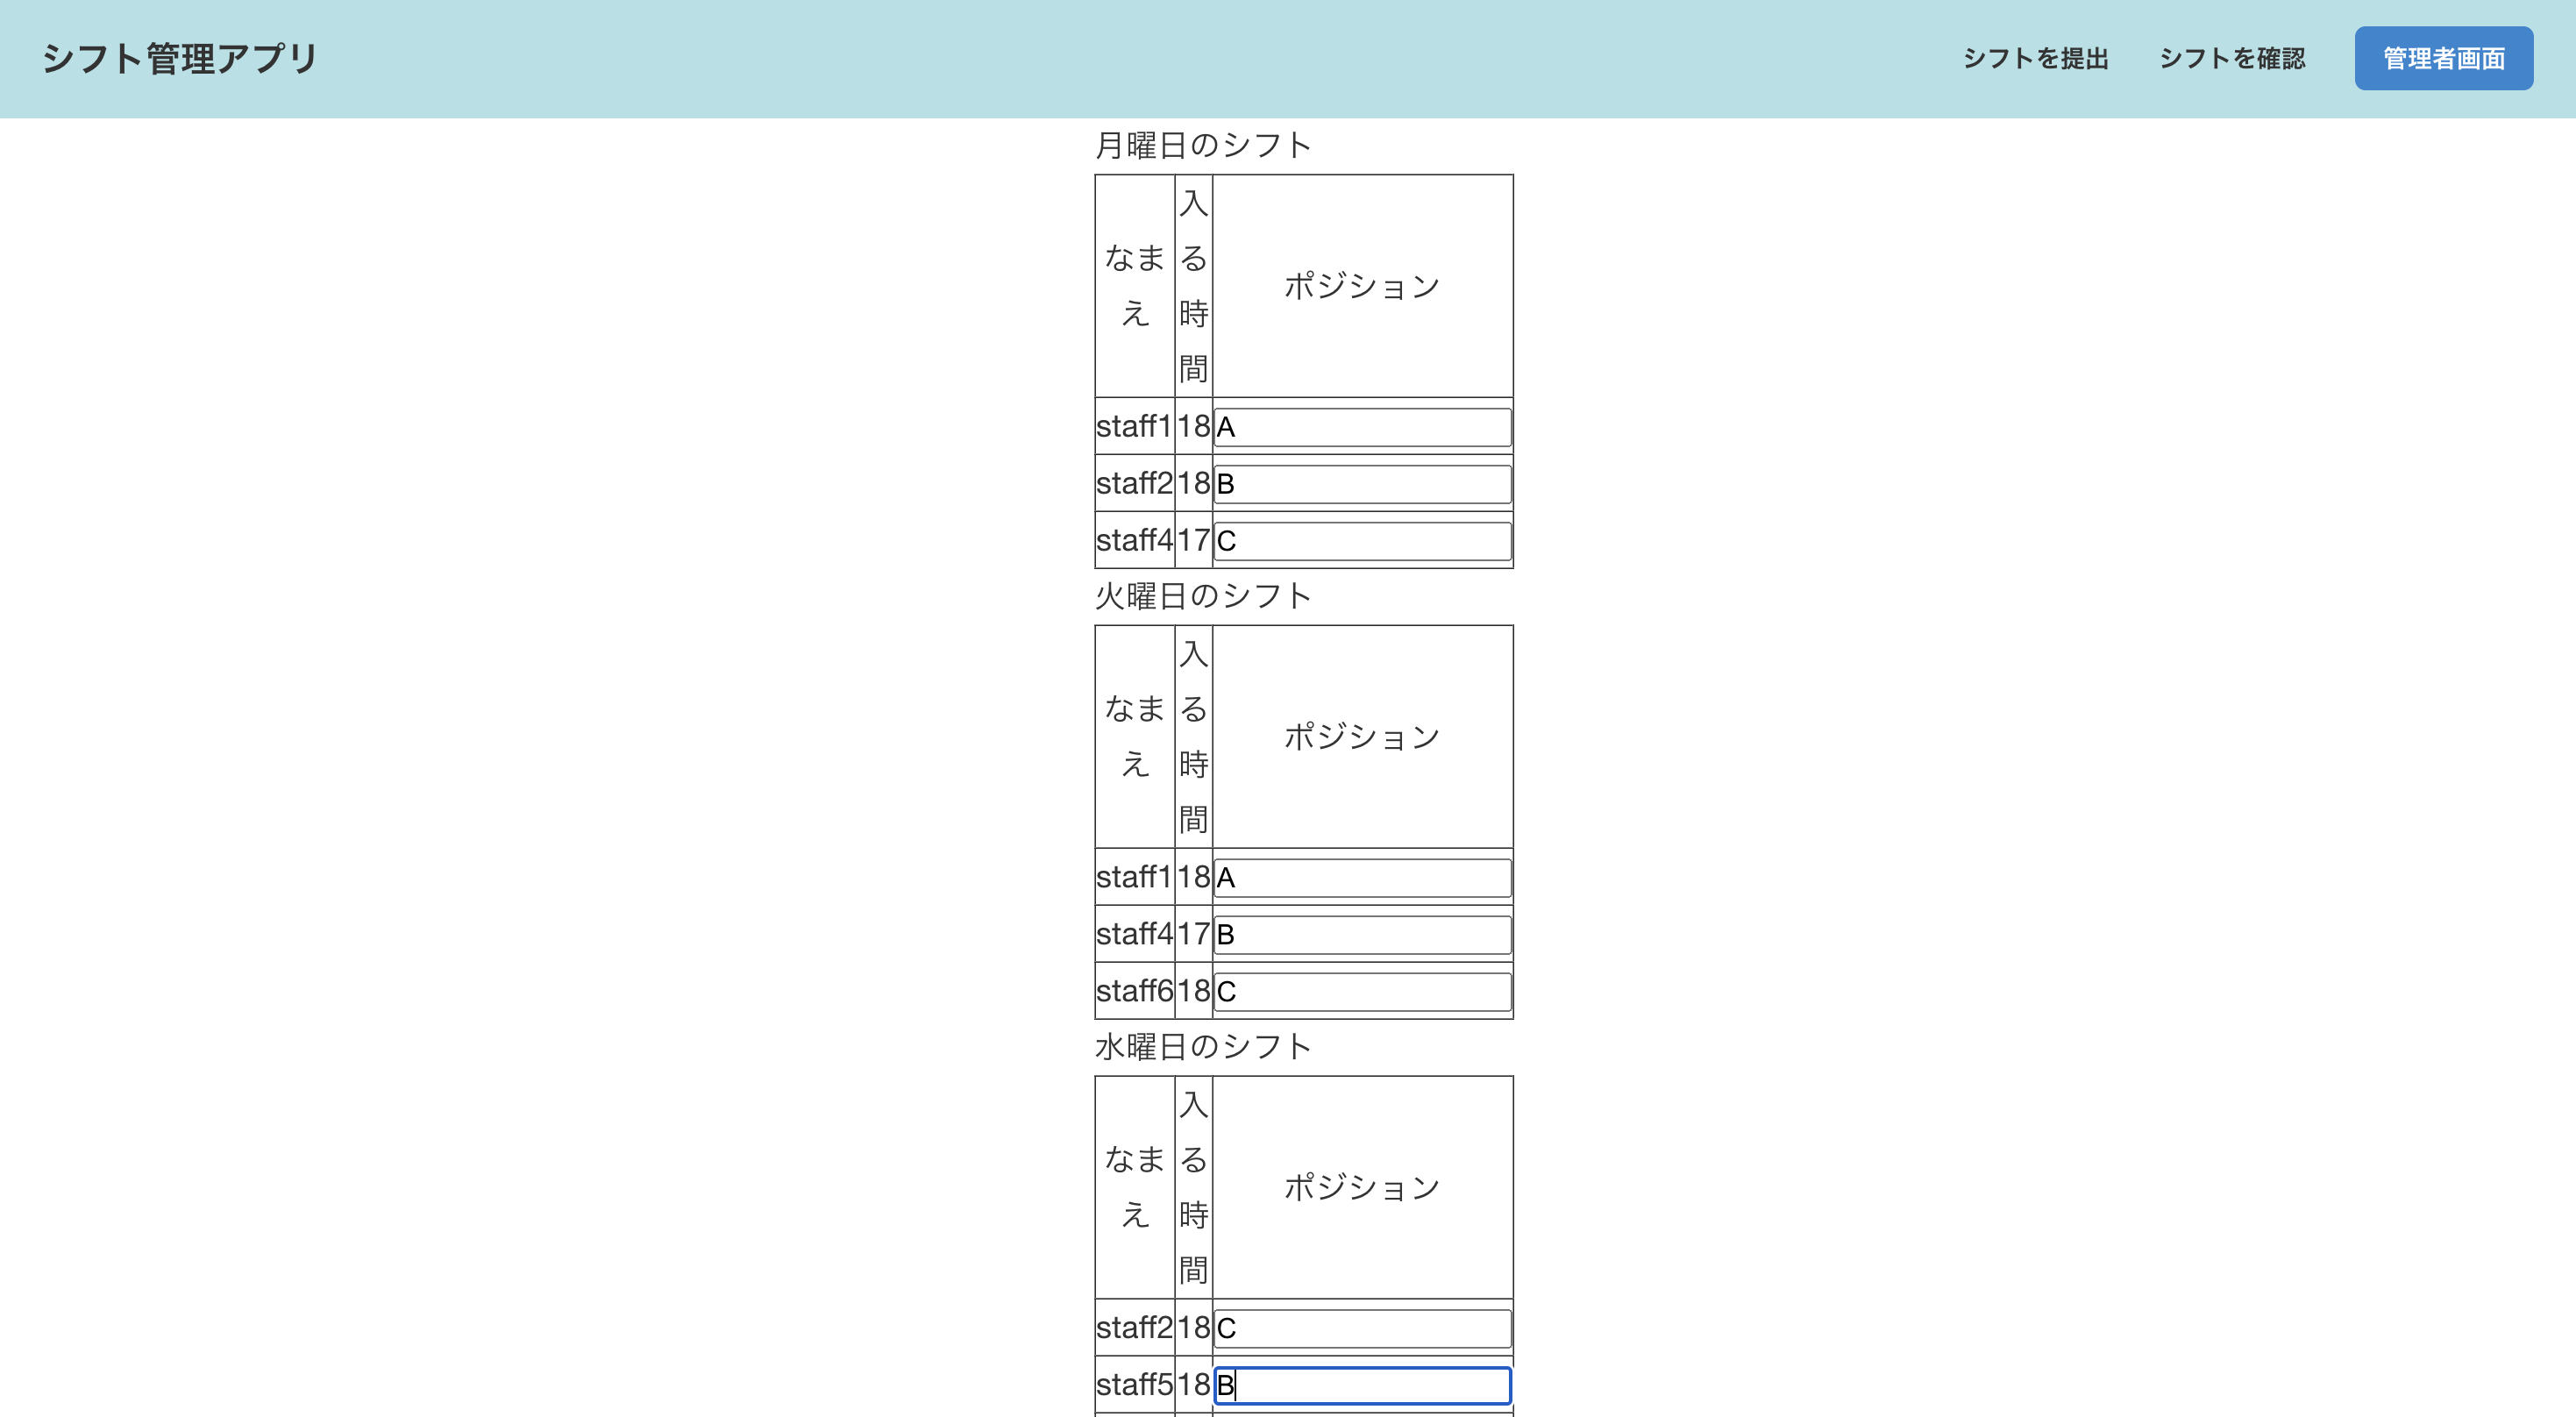 シフト管理アプリ
シフトを提出 シフトを確認 管理者画面
月曜日のシフト
なまえ 入る時間 ポジション
staff1 18 A
staff2 18 B
staff4 17 C
火曜日のシフト
なまえ 入る時間 ポジション
staff1 18 A
staff4 17 B
staff6 18 C
水曜日のシフト
なまえ 入る時間 ポジション
staff2 18 C
staff5 18 B